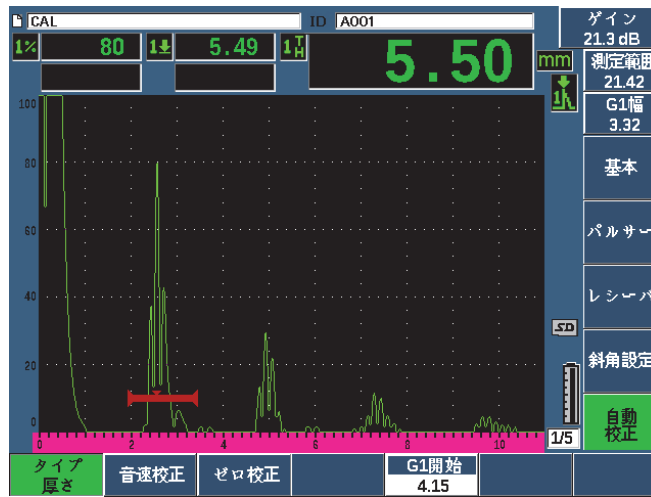 CAL
ID A001
ゲイン
21.3 dB
1% 80
5.49
1TH 5.50
mm
測定範囲
21.42
G1幅
3.32
基本
パルサー
レシーバ
斜角設定
自動
校正
100
80
60
40
20
0
0 2 4 6 8 10
SD
1/5
タイプ
厚さ
音速校正
ゼロ校正
G1開始
4.15